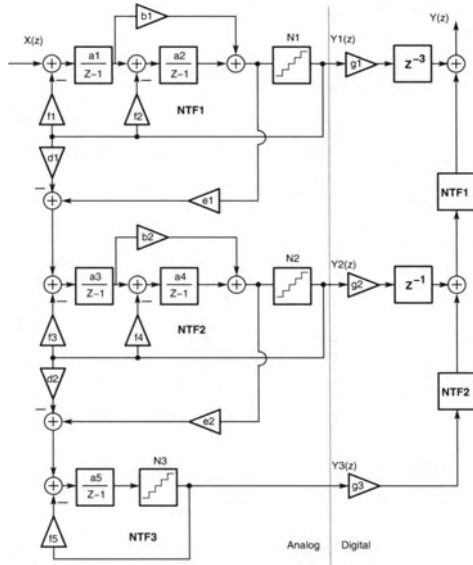 b1
X(z)
a1
Z-1
a2
Z-1
N1
Y1(z)
g1
z⁻³
Y(z)
f1
f2
NTF1
d1
e1
NTF1
b2
a3
Z-1
a4
Z-1
N2
Y2(z)
g2
z⁻¹
f3
f4
NTF2
d2
e2
NTF2
N3
a5
Z-1
Y3(z)
g3
f5
NTF3
Analog
Digital